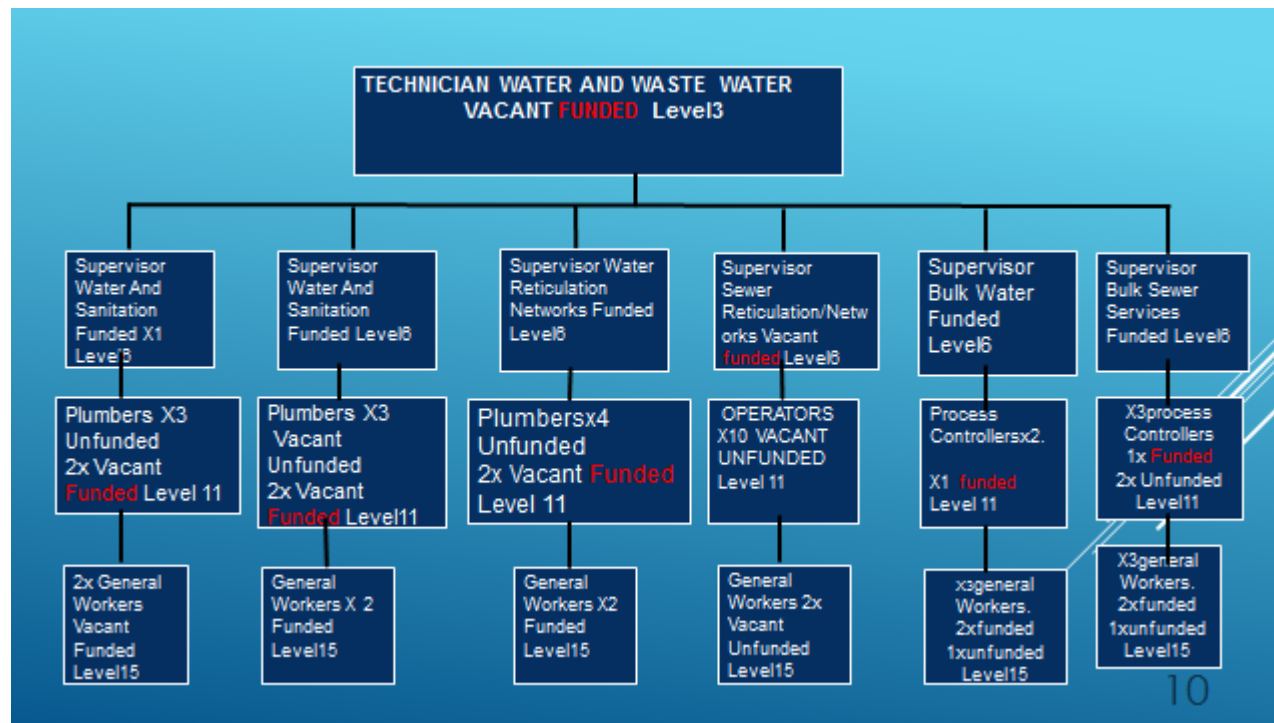 TECHNICIAN WATER AND WASTE WATER
VACANT FUNDED Level3
Supervisor
Water And
Sanitation
Funded X1
Level6
Supervisor
Water And
Sanitation
Funded Level6
Supervisor Water
Reticulation
Networks Funded
Level6
Supervisor
Sewer
Reticulation/Netw
orks Vacant
funded Level6
Supervisor
Bulk Water
Funded
Level6
Supervisor
Bulk Sewer
Services
Funded Level6
Plumbers X3
Unfunded
2x Vacant
Funded Level 11
Plumbers X3
Vacant
Unfunded
2x Vacant
Funded Level11
Plumbersx4
Unfunded
2x Vacant Funded
Level 11
OPERATORS
X10 VACANT
UNFUNDED
Level 11
Process
Controllersx2.
X1 funded
Level 11
X3process
Controllers
1x Funded
2x Unfunded
Level11
2x General
Workers
Vacant
Funded
Level15
General
Workers X 2
Funded
Level15
General
Workers X2
Funded
Level15
General
Workers 2x
Vacant
Unfunded
Level15
X3general
Workers.
2xfunded
1xunfunded
Level15
X3general
Workers.
2xfunded
1xunfunded
Level15
10